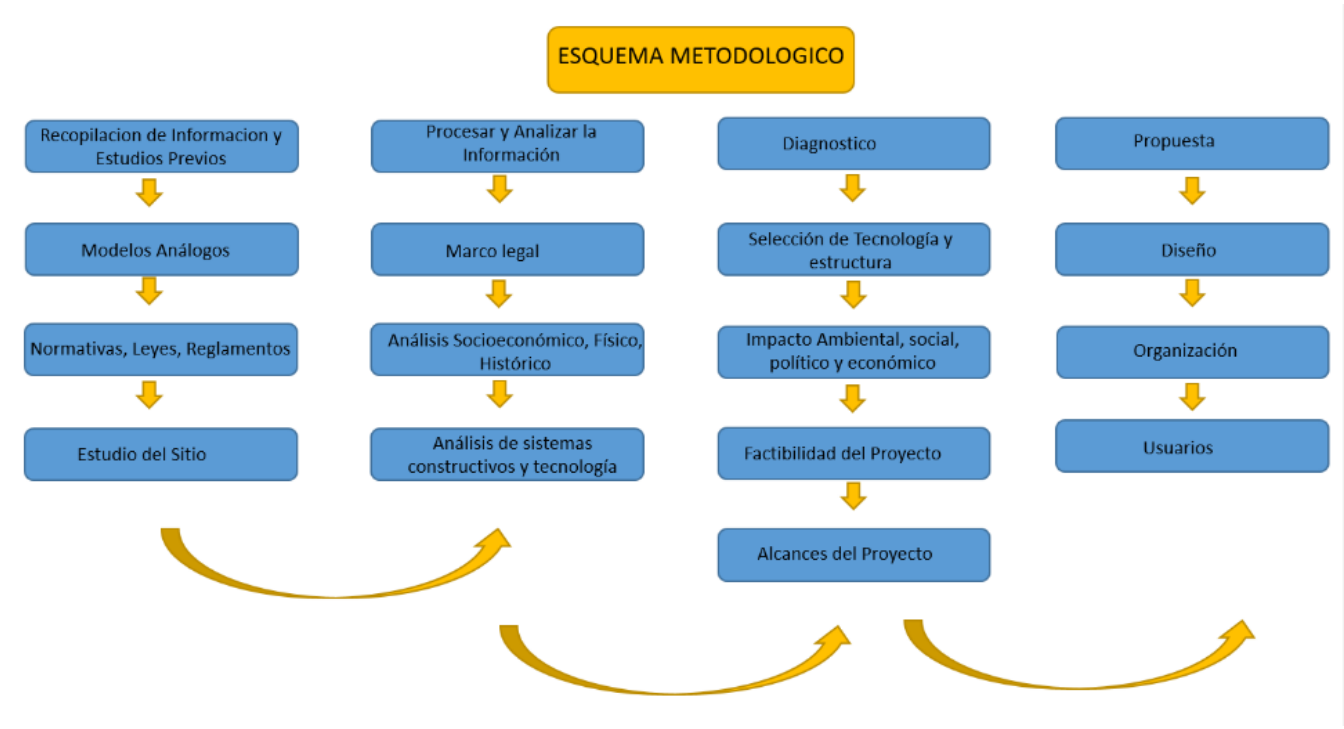 ESQUEMA METODOLOGICO
Recopilacion de Informacion y
Estudios Previos
Modelos Análogos
Normativas, Leyes, Reglamentos
Estudio del Sitio
Procesar y Analizar la
Información
Marco legal
Análisis Socioeconómico, Físico,
Histórico
Análisis de sistemas
constructivos y tecnología
Diagnostico
Selección de Tecnología y
estructura
Impacto Ambiental, social,
político y económico
Factibilidad del Proyecto
Alcances del Proyecto
Propuesta
Diseño
Organización
Usuarios